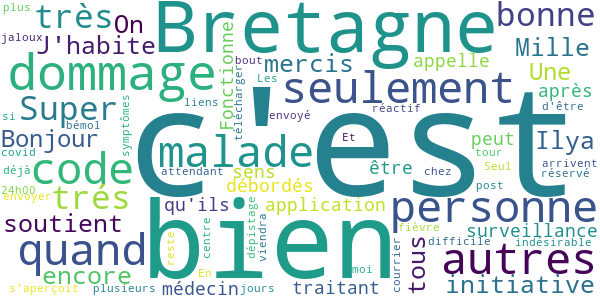 plus
très
On
Bretagne
bonne
jaloux
J'habite
mercis
appelle
Mille
dommage
Fonctionne
télécharger
bout
Les
seulement
Une
après
Super
liens
envoyé
réactif
d'être
si
bémol
symptômes
c'est
Bonjour
malade
Et
peut
tour
Seul
Ilya
covid
déjà
code
attendant
sens
être
chez
arrivent
réservé
24h00
envoyer
trés
débordés
qu'ils
application
post
personne
soutient
bien
centre
dépistage
viendra
fièvre
surveillance
quand
reste
moi
courrier
tous
difficile
indésirable
autres
encore
En
s'aperçoit
plusieurs
médecin
jours
traitant
initiative